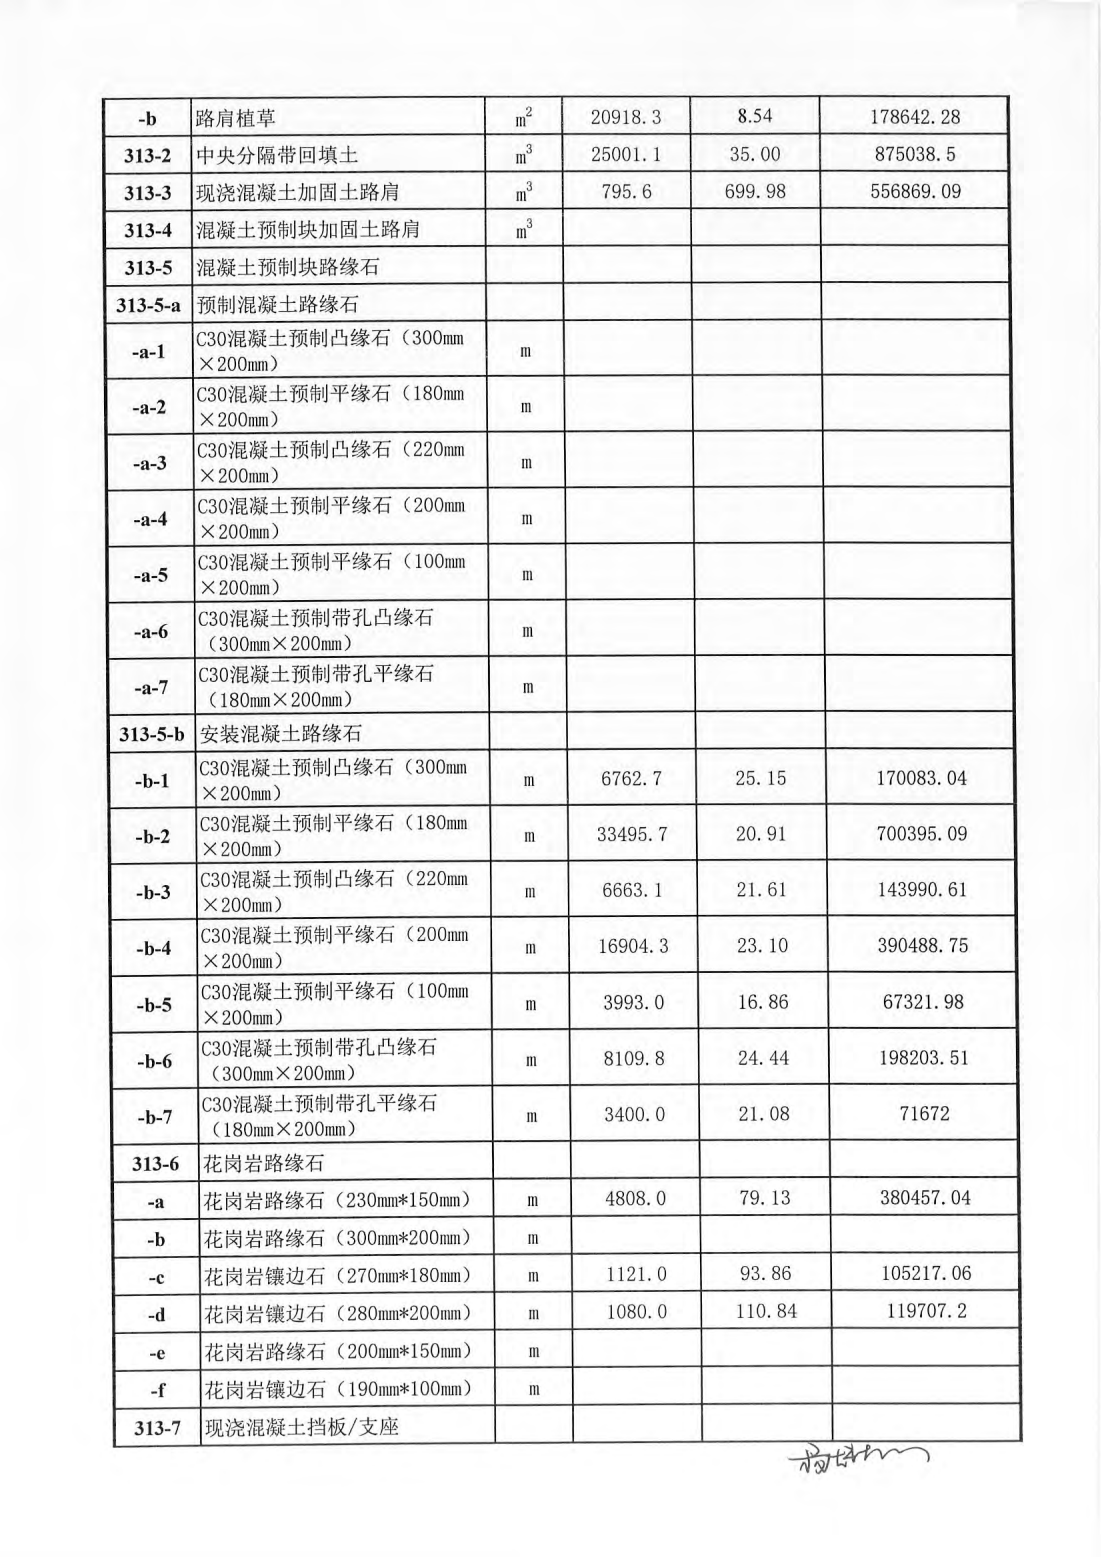 -b 路肩植草 m² 20918.3 8.54 178642.28
313-2 中央分隔带回填土 m³ 25001.1 35.00 875038.5
313-3 现浇混凝土加固土路肩 m³ 795.6 699.98 556869.09
313-4 混凝土预制块加固土路肩 m³
313-5 混凝土预制块路缘石
313-5-a 预制混凝土路缘石
-a-1 C30混凝土预制凸缘石（300mm
×200mm） m
-a-2 C30混凝土预制平缘石（180mm
×200mm） m
-a-3 C30混凝土预制凸缘石（220mm
×200mm） m
-a-4 C30混凝土预制平缘石（200mm
×200mm） m
-a-5 C30混凝土预制平缘石（100mm
×200mm） m
-a-6 C30混凝土预制带孔凸缘石
（300mm×200mm） m
-a-7 C30混凝土预制带孔平缘石
（180mm×200mm） m
313-5-b 安装混凝土路缘石
-b-1 C30混凝土预制凸缘石（300mm
×200mm） m 6762.7 25.15 170083.04
-b-2 C30混凝土预制平缘石（180mm
×200mm） m 33495.7 20.91 700395.09
-b-3 C30混凝土预制凸缘石（220mm
×200mm） m 6663.1 21.61 143990.61
-b-4 C30混凝土预制平缘石（200mm
×200mm） m 16904.3 23.10 390488.75
-b-5 C30混凝土预制平缘石（100mm
×200mm） m 3993.0 16.86 67321.98
-b-6 C30混凝土预制带孔凸缘石
（300mm×200mm） m 8109.8 24.44 198203.51
-b-7 C30混凝土预制带孔平缘石
（180mm×200mm） m 3400.0 21.08 71672
313-6 花岗岩路缘石
-a 花岗岩路缘石（230mm*150mm） m 4808.0 79.13 380457.04
-b 花岗岩路缘石（300mm*200mm） m
-c 花岗岩镶边石（270mm*180mm） m 1121.0 93.86 105217.06
-d 花岗岩镶边石（280mm*200mm） m 1080.0 110.84 119707.2
-e 花岗岩路缘石（200mm*150mm） m
-f 花岗岩镶边石（190mm*100mm） m
313-7 现浇混凝土挡板/支座